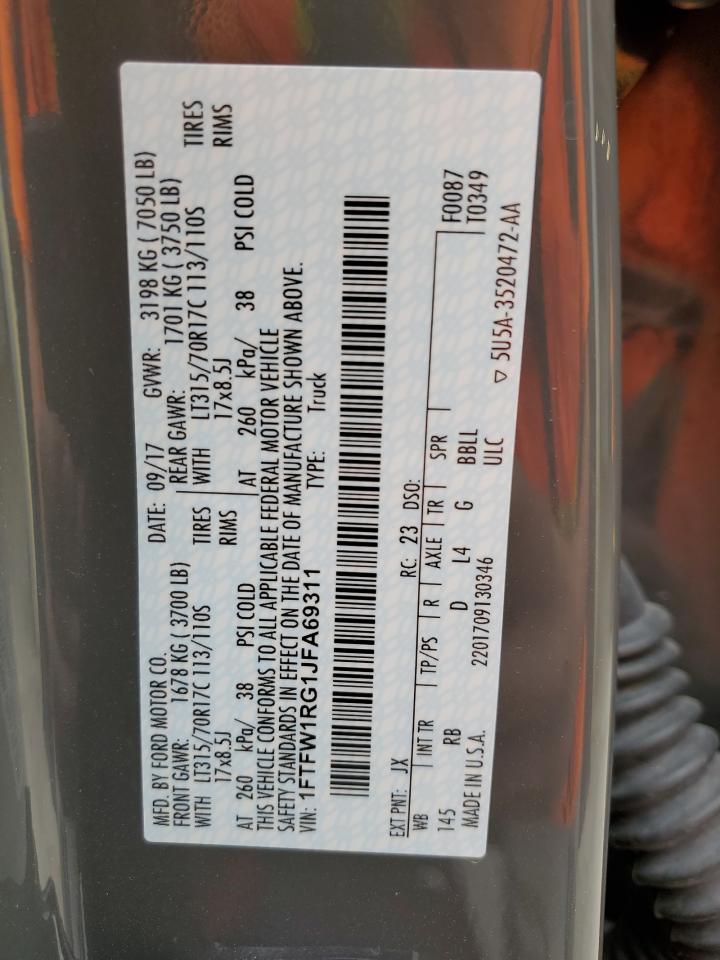 MFD. BY FORD MOTOR CO. DATE: 09/17 GVWR: 3198 KG ( 7050 LB)
FRONT GAWR: 1678 KG ( 3700 LB) REAR GAWR: 1701 KG ( 3750 LB)
WITH LT315/70R17C 113/110S TIRES WITH LT315/70R17C 113/110S TIRES
17x8.5J RIMS 17x8.5J RIMS
AT 260 kPa/ 38 PSI COLD AT 260 kPa/ 38 PSI COLD
THIS VEHICLE CONFORMS TO ALL APPLICABLE FEDERAL MOTOR VEHICLE
SAFETY STANDARDS IN EFFECT ON THE DATE OF MANUFACTURE SHOWN ABOVE.
VIN: 1FTFW1RG1JFA69311 TYPE: Truck
EXT PNT: JX RC: 23 DSO:
WB INT TR TP/PS R AXLE TR SPR F0087
145 RB D L4 G BBLL T0349
MADE IN U.S.A. 2201709130346 ULC ▽ 5U5A-3520472-AA